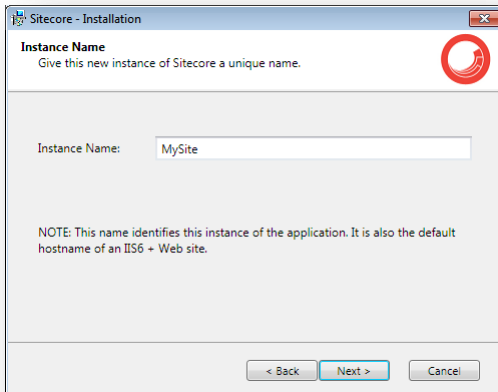 Sitecore - Installation
Instance Name
Give this new instance of Sitecore a unique name.
Instance Name: MySite
NOTE: This name identifies this instance of the application. It is also the default
hostname of an IIS6 + Web site.
< Back Next > Cancel